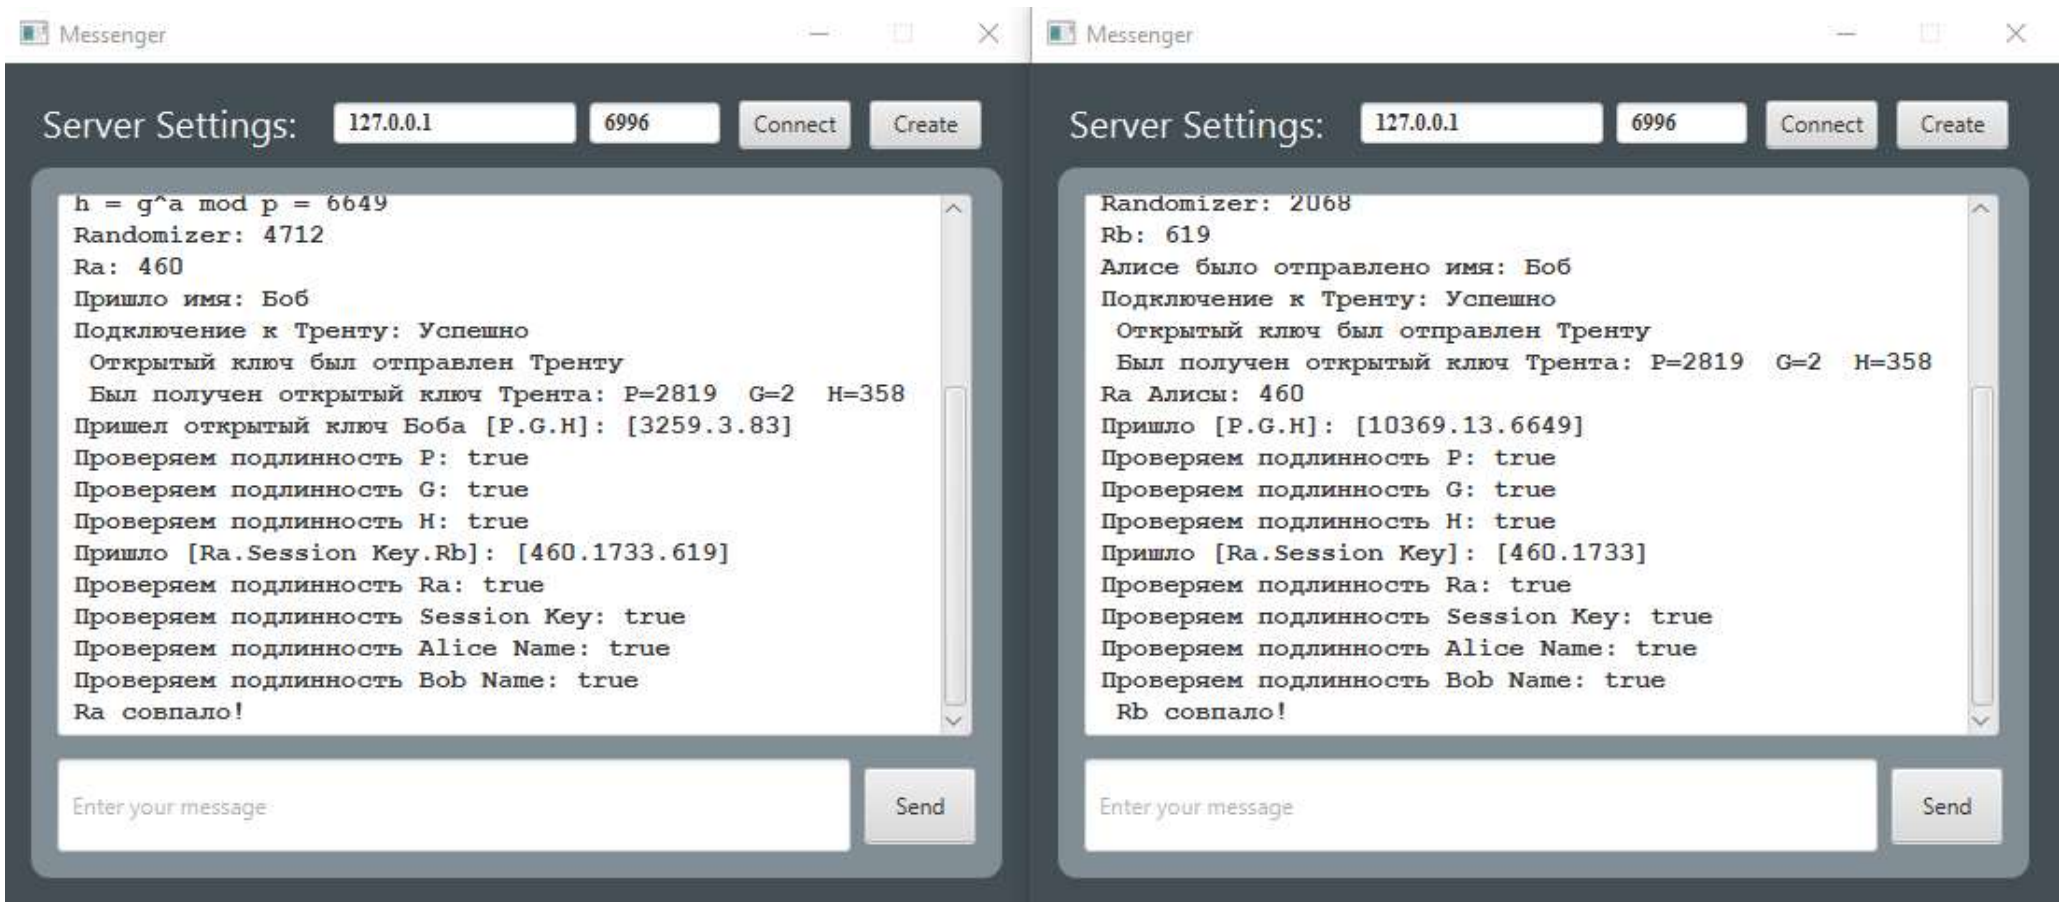 Messenger
Server Settings: 127.0.0.1 6996 Connect Create
h = g^a mod p = 6649
Randomizer: 4712
Ra: 460
Пришло имя: Боб
Подключение к Тренту: Успешно
Открытый ключ был отправлен Тренту
Был получен открытый ключ Трента: P=2819 G=2 H=358
Пришел открытый ключ Боба [P.G.H]: [3259.3.83]
Проверяем подлинность P: true
Проверяем подлинность G: true
Проверяем подлинность H: true
Пришло [Ra.Session Key.Rb]: [460.1733.619]
Проверяем подлинность Ra: true
Проверяем подлинность Session Key: true
Проверяем подлинность Alice Name: true
Проверяем подлинность Bob Name: true
Ra совпало!
Enter your message
Send
Messenger
Server Settings: 127.0.0.1 6996 Connect Create
Randomizer: 2068
Rb: 619
Алисе было отправлено имя: Боб
Подключение к Тренту: Успешно
Открытый ключ был отправлен Тренту
Был получен открытый ключ Трента: P=2819 G=2 H=358
Ra Алисы: 460
Пришло [P.G.H]: [10369.13.6649]
Проверяем подлинность P: true
Проверяем подлинность G: true
Проверяем подлинность H: true
Пришло [Ra.Session Key]: [460.1733]
Проверяем подлинность Ra: true
Проверяем подлинность Session Key: true
Проверяем подлинность Alice Name: true
Проверяем подлинность Bob Name: true
Rb совпало!
Enter your message
Send